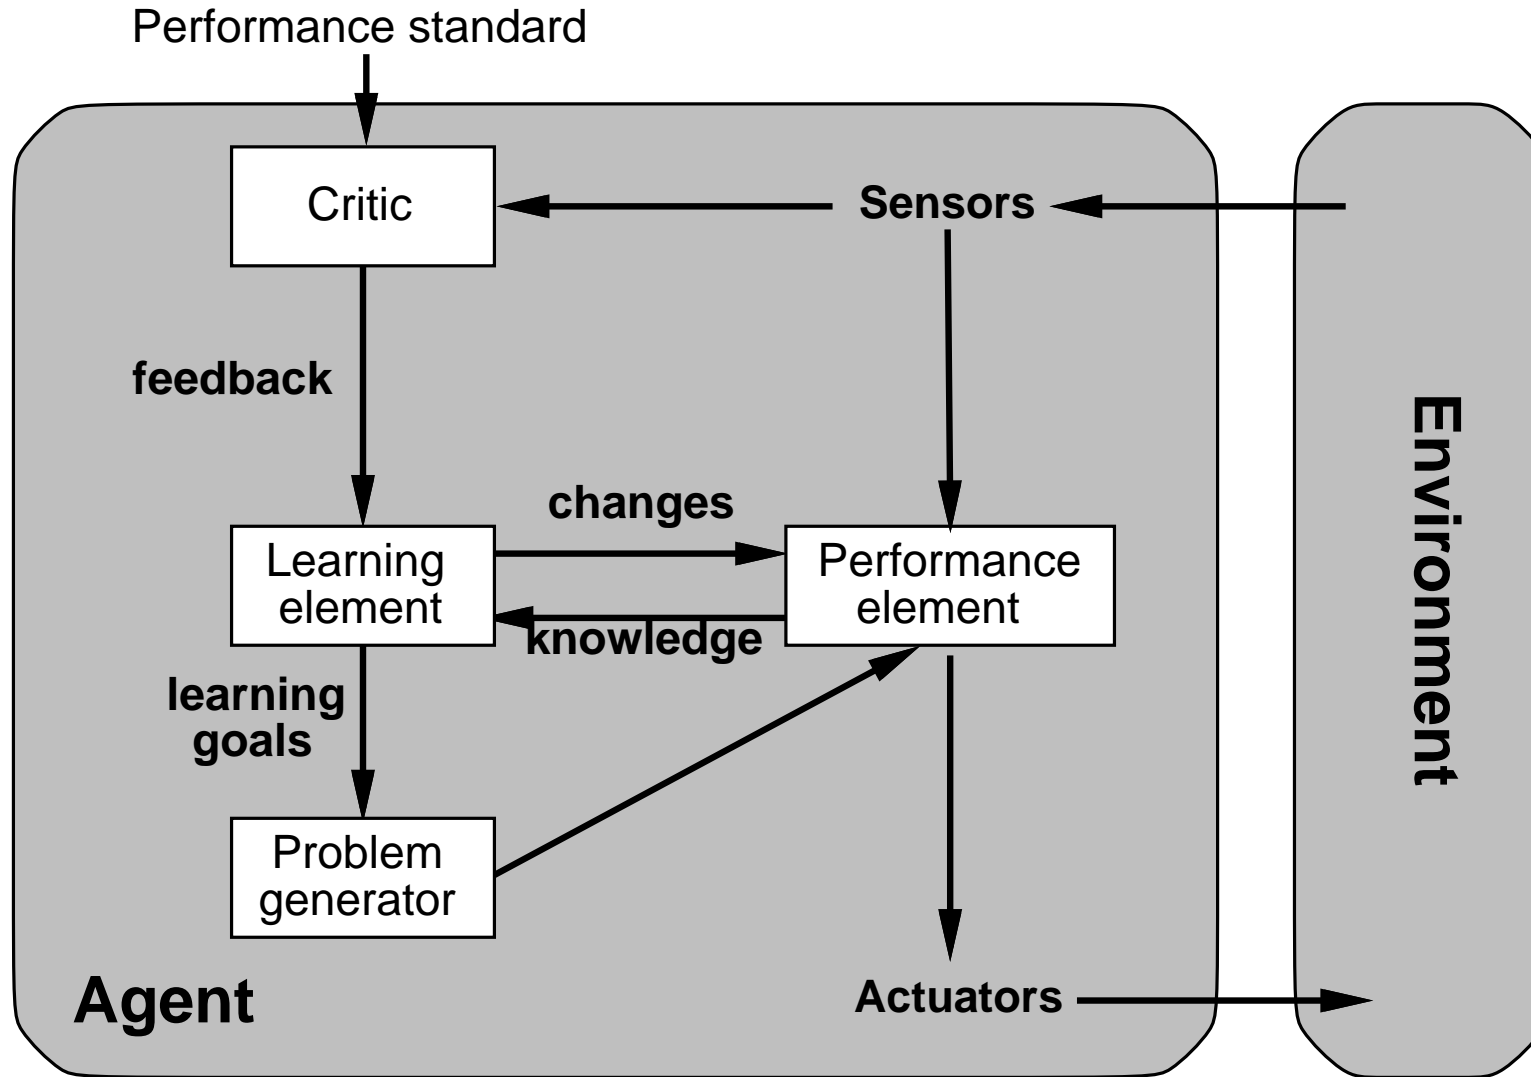 Performance standard
Critic
Sensors
feedback
changes
Learning
element
Performance
element
knowledge
learning
goals
Problem
generator
Agent
Actuators
Environment